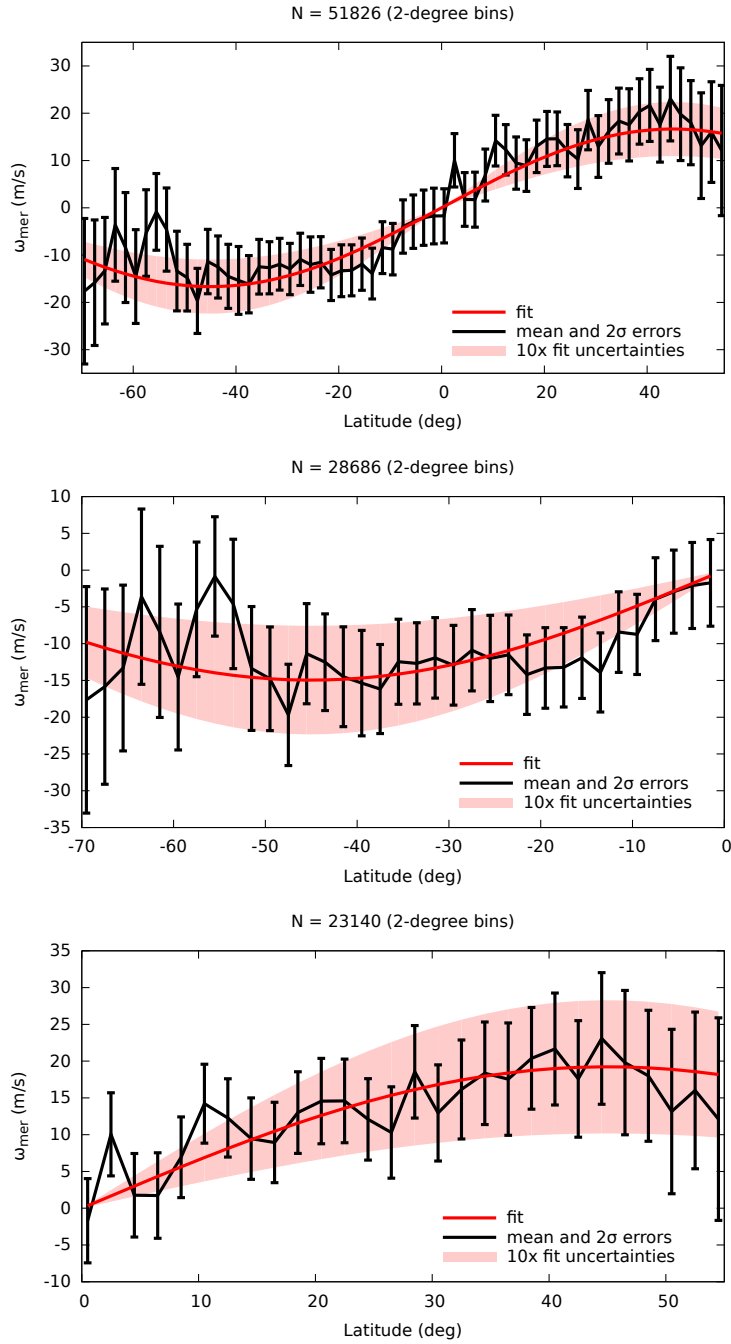 N = 51826 (2-degree bins)
30
20
10
0
-10
-20
-30
ωmer (m/s)
fit
mean and 2σ errors
10x fit uncertainties
-60 -40 -20 0 20 40
Latitude (deg)
N = 28686 (2-degree bins)
10
5
0
-5
-10
-15
-20
-25
-30
-35
ωmer (m/s)
fit
mean and 2σ errors
10x fit uncertainties
-70 -60 -50 -40 -30 -20 -10 0
Latitude (deg)
N = 23140 (2-degree bins)
35
30
25
20
15
10
5
0
-5
-10
ωmer (m/s)
fit
mean and 2σ errors
10x fit uncertainties
0 10 20 30 40 50
Latitude (deg)